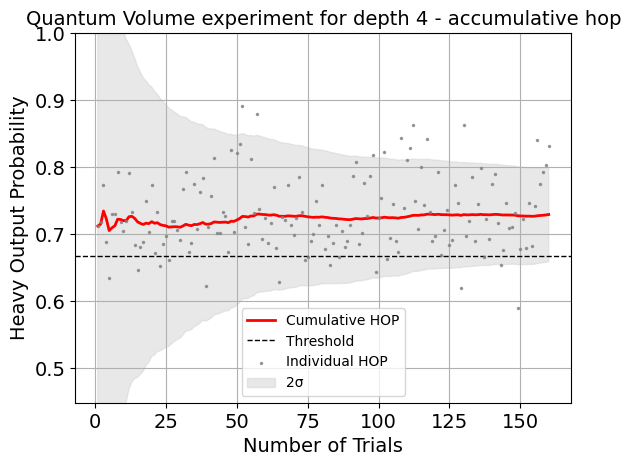 Quantum Volume experiment for depth 4 - accumulative hop
1.0
0.9
0.8
0.7
0.6
0.5
Heavy Output Probability
Cumulative HOP
Threshold
Individual HOP
2σ
0 25 50 75 100 125 150
Number of Trials